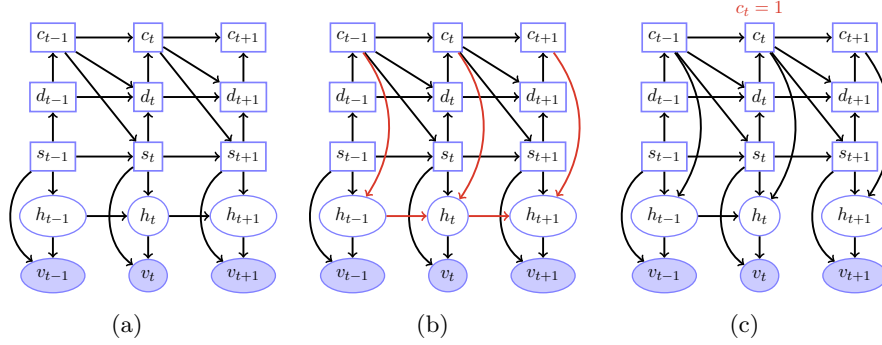 c_t = 1
c_{t-1} c_t c_{t+1} c_{t-1} c_t c_{t+1} c_{t-1} c_t c_{t+1}
d_{t-1} d_t d_{t+1} d_{t-1} d_t d_{t+1} d_{t-1} d_t d_{t+1}
s_{t-1} s_t s_{t+1} s_{t-1} s_t s_{t+1} s_{t-1} s_t s_{t+1}
h_{t-1} h_t h_{t+1} h_{t-1} h_t h_{t+1} h_{t-1} h_t h_{t+1}
v_{t-1} v_t v_{t+1} v_{t-1} v_t v_{t+1} v_{t-1} v_t v_{t+1}
(a) (b) (c)